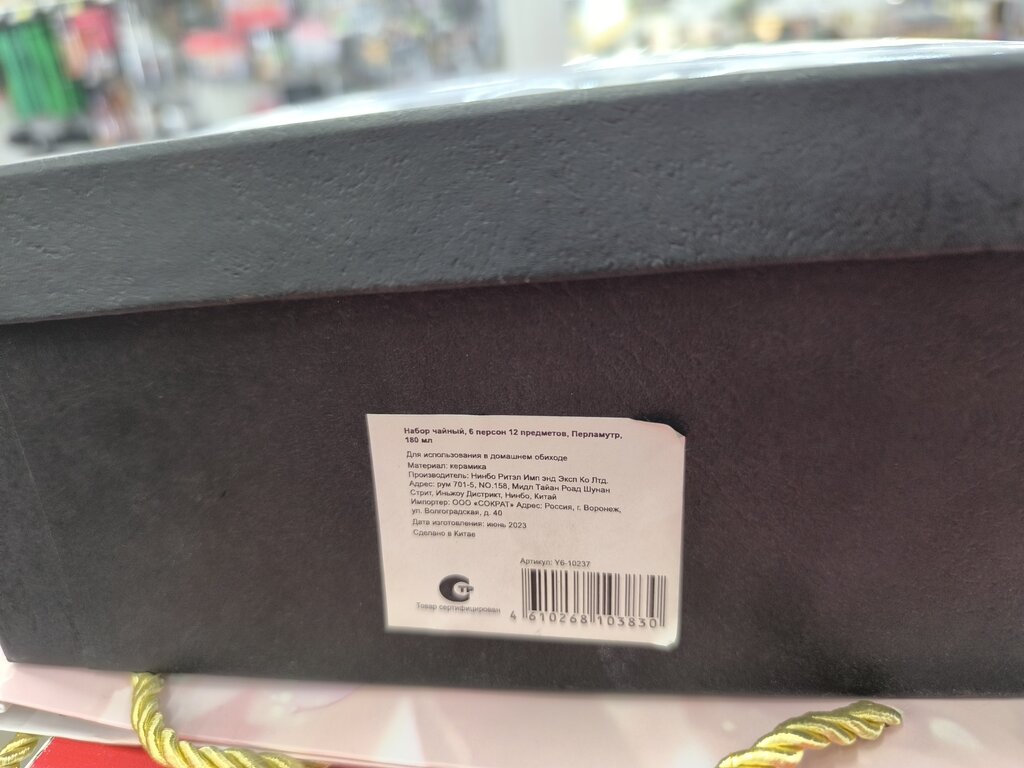 Набор чайный, 6 персон 12 предметов, Перламутр,
180 мл
Для использования в домашнем обиходе
Материал: керамика
Производитель: Нинбо Ритэл Имп энд Эксп Ко Лтд.
Адрес: рум 701-5, NO.158, Мидл Тайан Роад Шунан
Стрит, Иньжоу Дистрикт, Нинбо, Китай
Импортер: ООО «СОКРАТ» Адрес: Россия, г. Воронеж,
ул. Волгоградская, д. 40
Дата изготовления: июнь 2023
Сделано в Китае
Артикул: Y6-10237
СТР
Товар сертифицирован
4 610268 103830